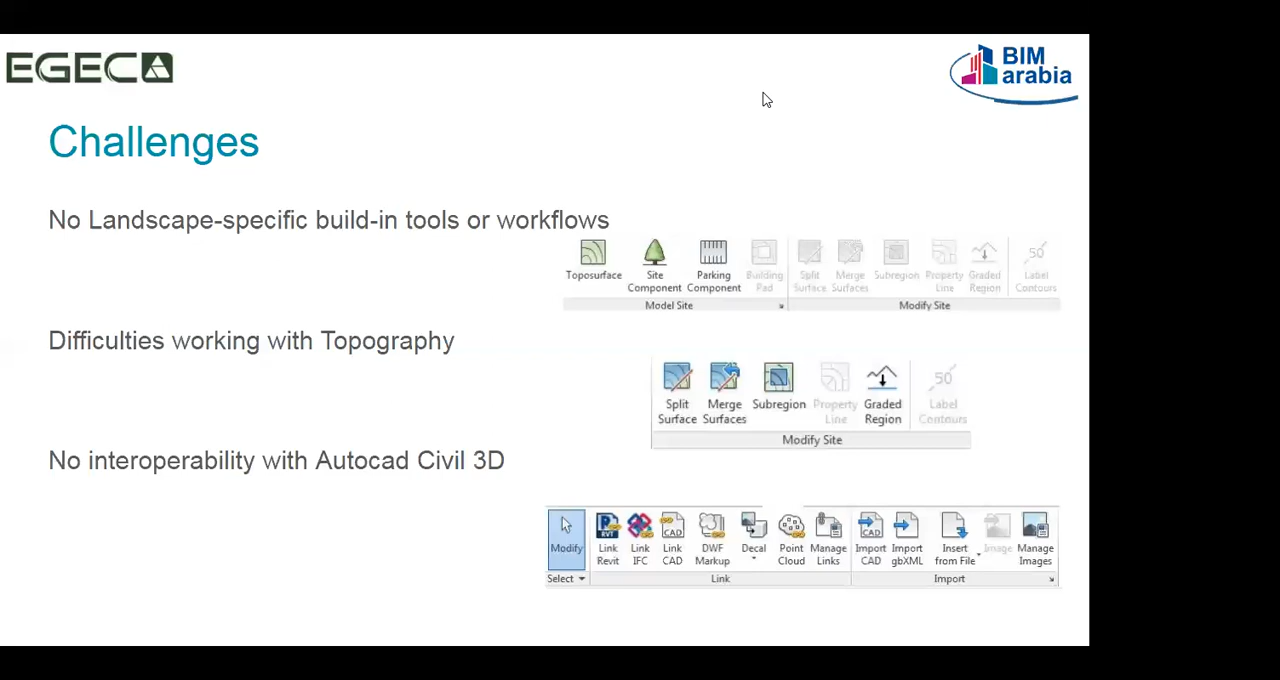 EGEC
BIM
arabia
Challenges
No Landscape-specific build-in tools or workflows
Toposurface Site Component Parking Component Building Pad Split Surface Merge Surfaces Subregion Property Line Graded Region 50 Label Contours
Model Site Modify Site
Difficulties working with Topography
Split Surface Merge Surfaces Subregion Property Line Graded Region 50 Label Contours
Modify Site
No interoperability with Autocad Civil 3D
Modify Link Revit Link IFC Link CAD DWF Markup Decal Point Cloud Manage Links Import CAD Import gbXML Insert from File Image Manage Images
Select Link Import